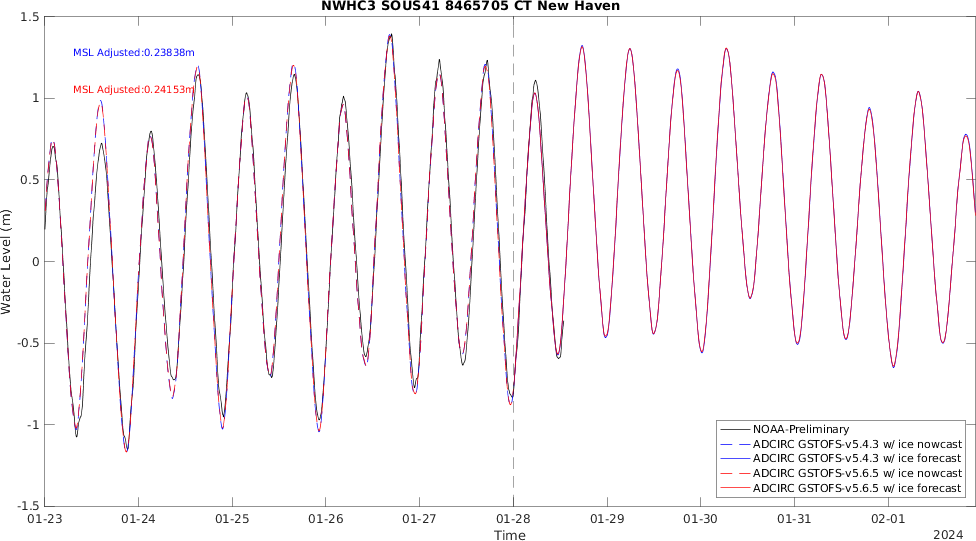 NWHC3 SOUS41 8465705 CT New Haven
1.5
MSL Adjusted:0.23838m
MSL Adjusted:0.24153m
1
0.5
0
-0.5
-1
-1.5
Water Level (m)
NOAA-Preliminary
ADCIRC GSTOFS-v5.4.3 w/ ice nowcast
ADCIRC GSTOFS-v5.4.3 w/ ice forecast
ADCIRC GSTOFS-v5.6.5 w/ ice nowcast
ADCIRC GSTOFS-v5.6.5 w/ ice forecast
01-23 01-24 01-25 01-26 01-27 01-28 01-29 01-30 01-31 02-01
Time
2024